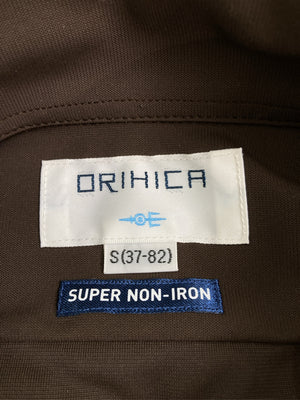 ORIHICA
S(37-82)
SUPER NON-IRON